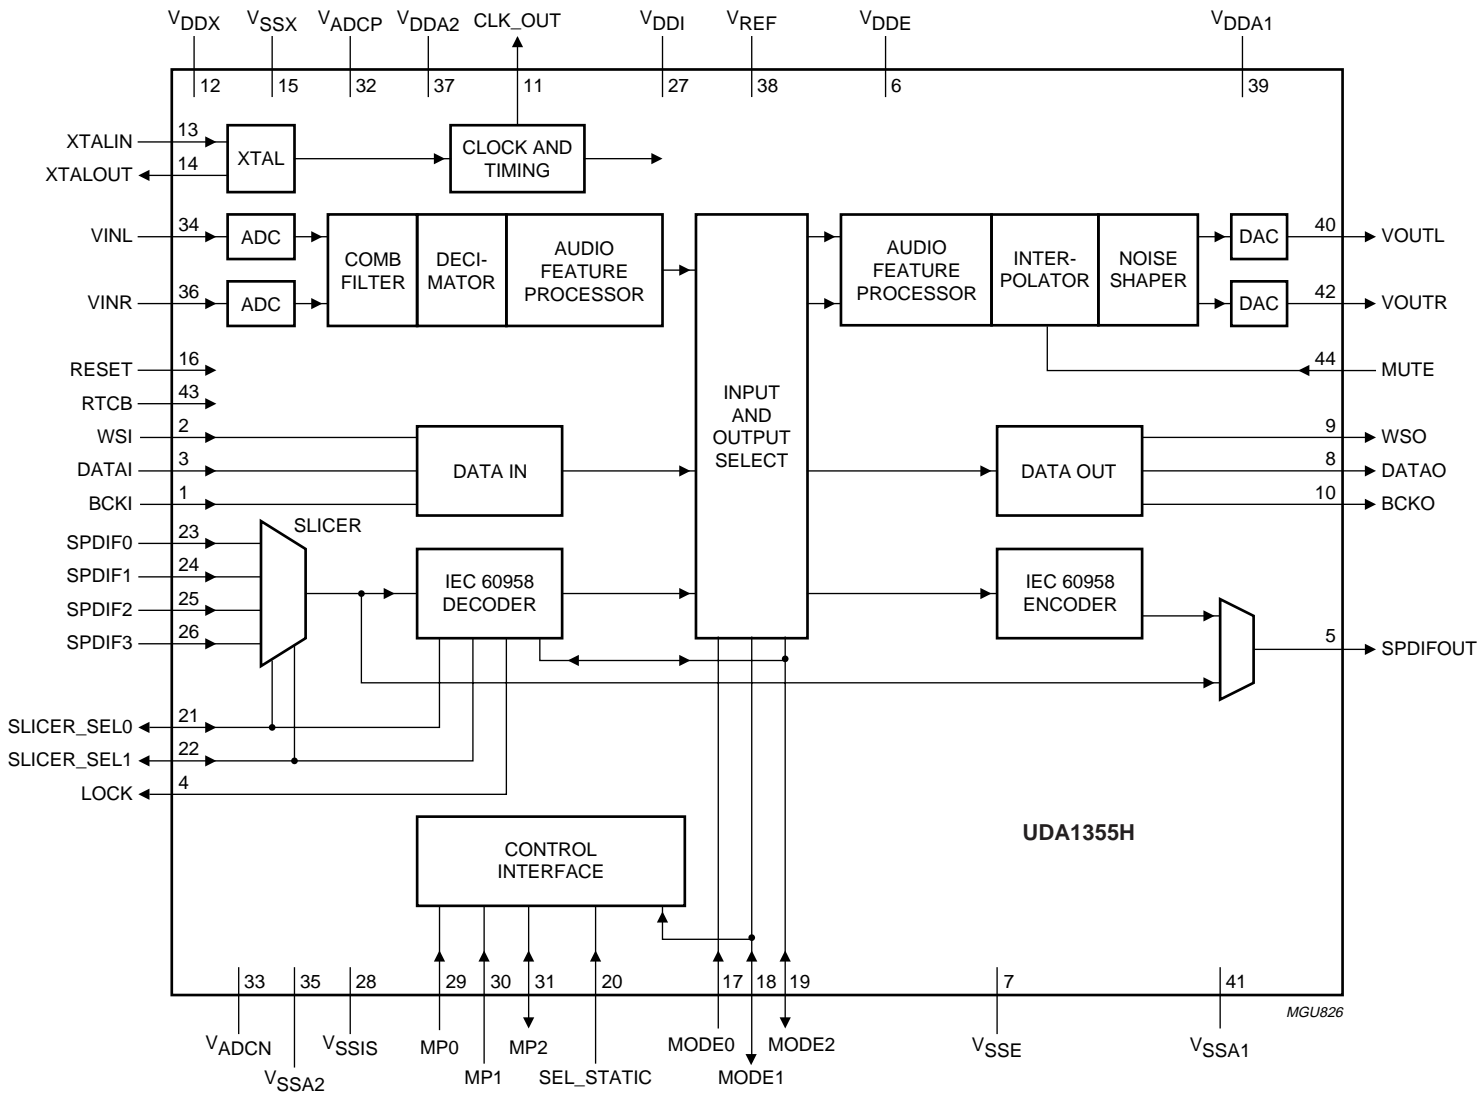 VDDX VSSX VADCP VDDA2 CLK_OUT VDDI VREF VDDE VDDA1
12 15 32 37 11 27 38 6 39
XTALIN 13
XTALOUT 14
XTAL
CLOCK AND
TIMING
VINL 34
ADC
VINR 36
ADC
COMB
FILTER
DECI-
MATOR
AUDIO
FEATURE
PROCESSOR
INPUT
AND
OUTPUT
SELECT
AUDIO
FEATURE
PROCESSOR
INTER-
POLATOR
NOISE
SHAPER
DAC
40 VOUTL
DAC
42 VOUTR
RESET 16
44 MUTE
RTCB 43
WSI 2
DATAI 3
BCKI 1
DATA IN
DATA OUT
9 WSO
8 DATAO
10 BCKO
SLICER
SPDIF0 23
SPDIF1 24
SPDIF2 25
SPDIF3 26
IEC 60958
DECODER
IEC 60958
ENCODER
5 SPDIFOUT
SLICER_SEL0 21
SLICER_SEL1 22
LOCK 4
CONTROL
INTERFACE
UDA1355H
33 35 28 29 30 31 20 17 18 19 7 41
MGU826
VADCN VSSIS MP0 MP2 MODE0 MODE2 VSSE VSSA1
VSSA2 MP1 SEL_STATIC MODE1